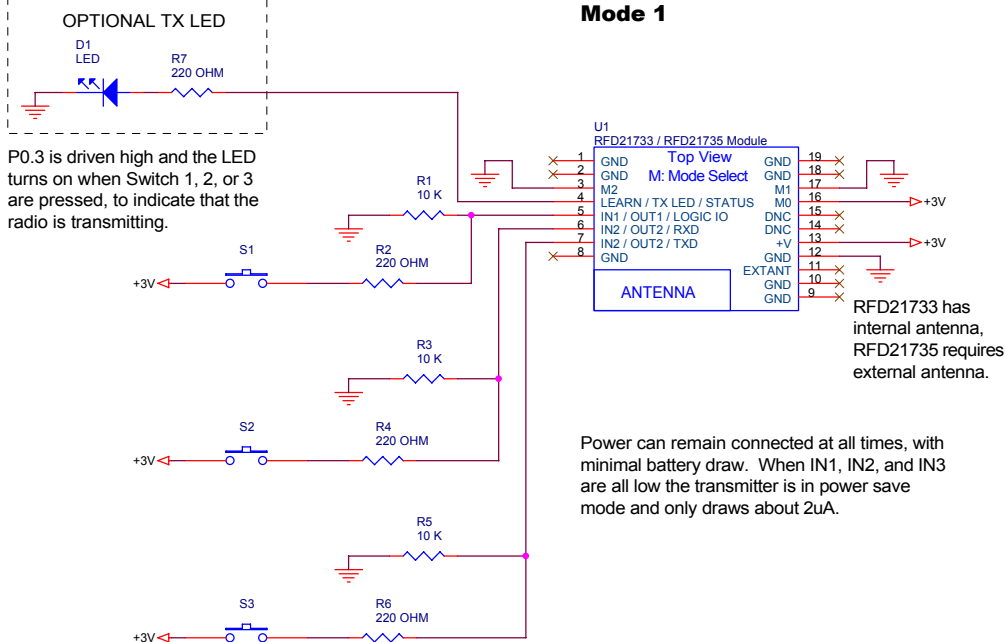 Mode 1
OPTIONAL TX LED
D1
LED
R7
220 OHM
P0.3 is driven high and the LED
turns on when Switch 1, 2, or 3
are pressed, to indicate that the
radio is transmitting.
U1
RFD21733 / RFD21735 Module
Top View
M: Mode Select
1 GND
2 GND
3 M2
4 LEARN / TX LED / STATUS
5 IN1 / OUT1 / LOGIC IO
6 IN2 / OUT2 / RXD
7 IN2 / OUT2 / TXD
8 GND
GND 19
GND 18
M1 17
M0 16
DNC 15
DNC 14
+V 13
GND 12
EXTANT 11
GND 10
GND 9
ANTENNA
+3V
+3V
RFD21733 has
internal antenna,
RFD21735 requires
external antenna.
R1
10 K
S1
R2
220 OHM
+3V
R3
10 K
S2
R4
220 OHM
+3V
Power can remain connected at all times, with
minimal battery draw. When IN1, IN2, and IN3
are all low the transmitter is in power save
mode and only draws about 2uA.
R5
10 K
S3
R6
220 OHM
+3V